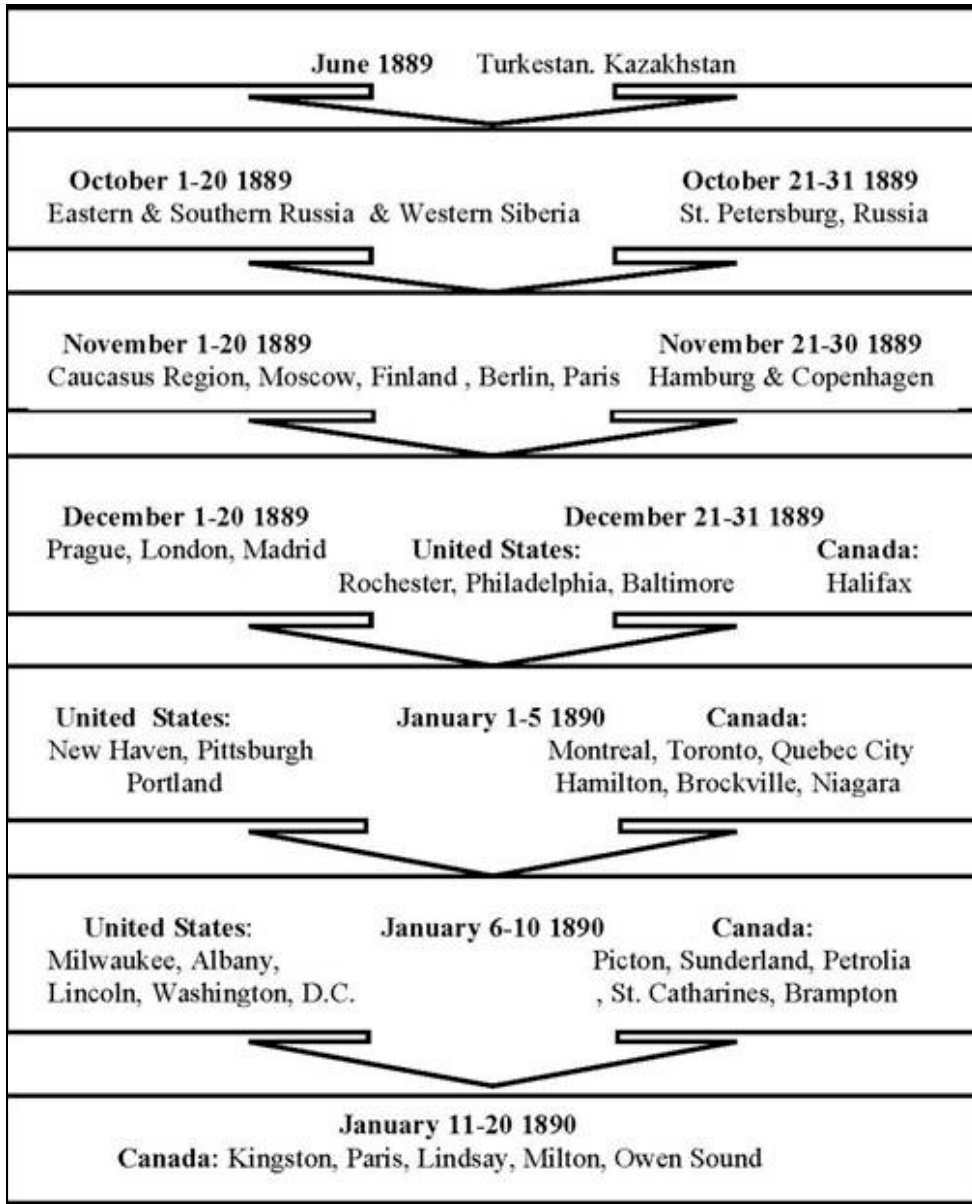 June 1889 Turkestan. Kazakhstan
October 1-20 1889 October 21-31 1889
Eastern & Southern Russia & Western Siberia St. Petersburg, Russia
November 1-20 1889 November 21-30 1889
Caucasus Region, Moscow, Finland , Berlin, Paris Hamburg & Copenhagen
December 1-20 1889 December 21-31 1889
Prague, London, Madrid United States: Canada:
Rochester, Philadelphia, Baltimore Halifax
United States: January 1-5 1890 Canada:
New Haven, Pittsburgh Montreal, Toronto, Quebec City
Portland Hamilton, Brockville, Niagara
United States: January 6-10 1890 Canada:
Milwaukee, Albany, Picton, Sunderland, Petrolia
Lincoln, Washington, D.C. , St. Catharines, Brampton
January 11-20 1890
Canada: Kingston, Paris, Lindsay, Milton, Owen Sound